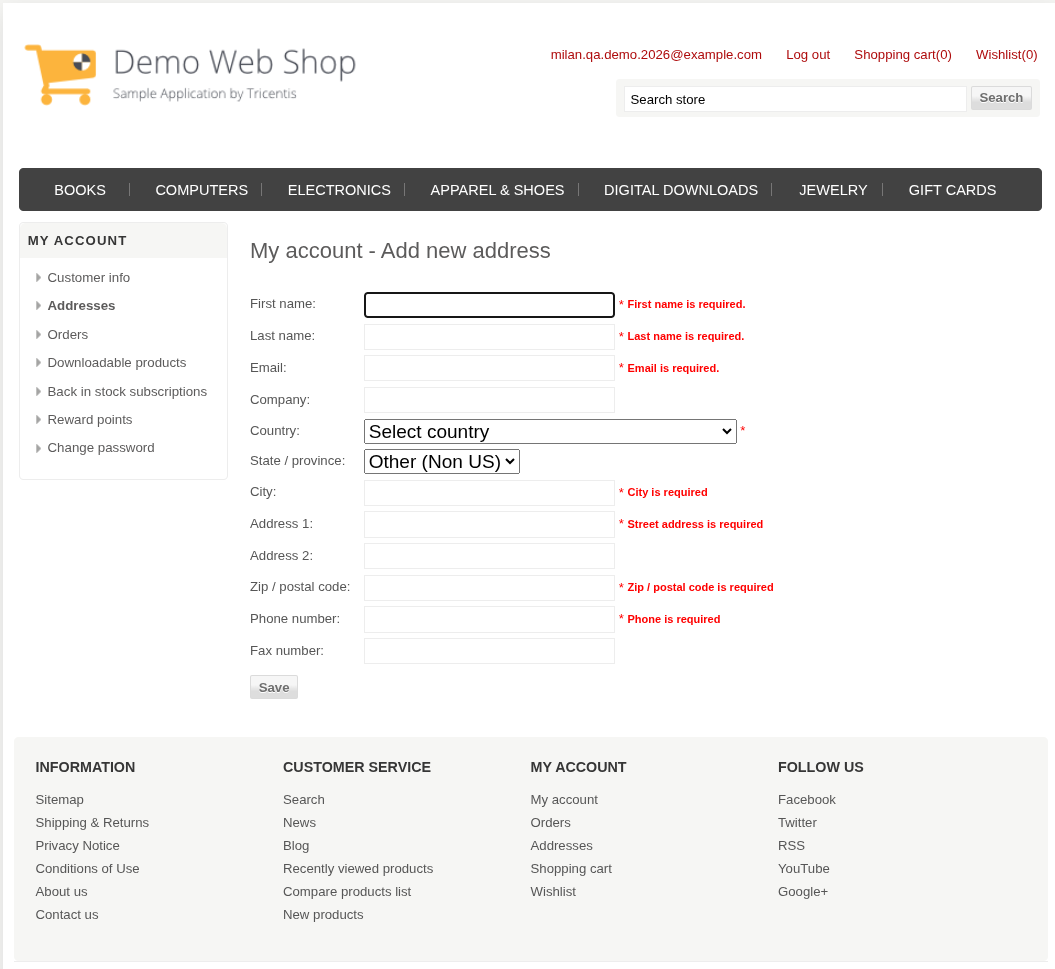 Demo Web Shop
Sample Application by Tricentis
milan.qa.demo.2026@example.com Log out Shopping cart(0) Wishlist(0)
Search store Search
BOOKS COMPUTERS ELECTRONICS APPAREL & SHOES DIGITAL DOWNLOADS JEWELRY GIFT CARDS
MY ACCOUNT
Customer info
Addresses
Orders
Downloadable products
Back in stock subscriptions
Reward points
Change password
My account - Add new address
First name: * First name is required.
Last name: * Last name is required.
Email: * Email is required.
Company:
Country: Select country *
State / province: Other (Non US)
City: * City is required
Address 1: * Street address is required
Address 2:
Zip / postal code: * Zip / postal code is required
Phone number: * Phone is required
Fax number:
Save
INFORMATION
Sitemap
Shipping & Returns
Privacy Notice
Conditions of Use
About us
Contact us
CUSTOMER SERVICE
Search
News
Blog
Recently viewed products
Compare products list
New products
MY ACCOUNT
My account
Orders
Addresses
Shopping cart
Wishlist
FOLLOW US
Facebook
Twitter
RSS
YouTube
Google+